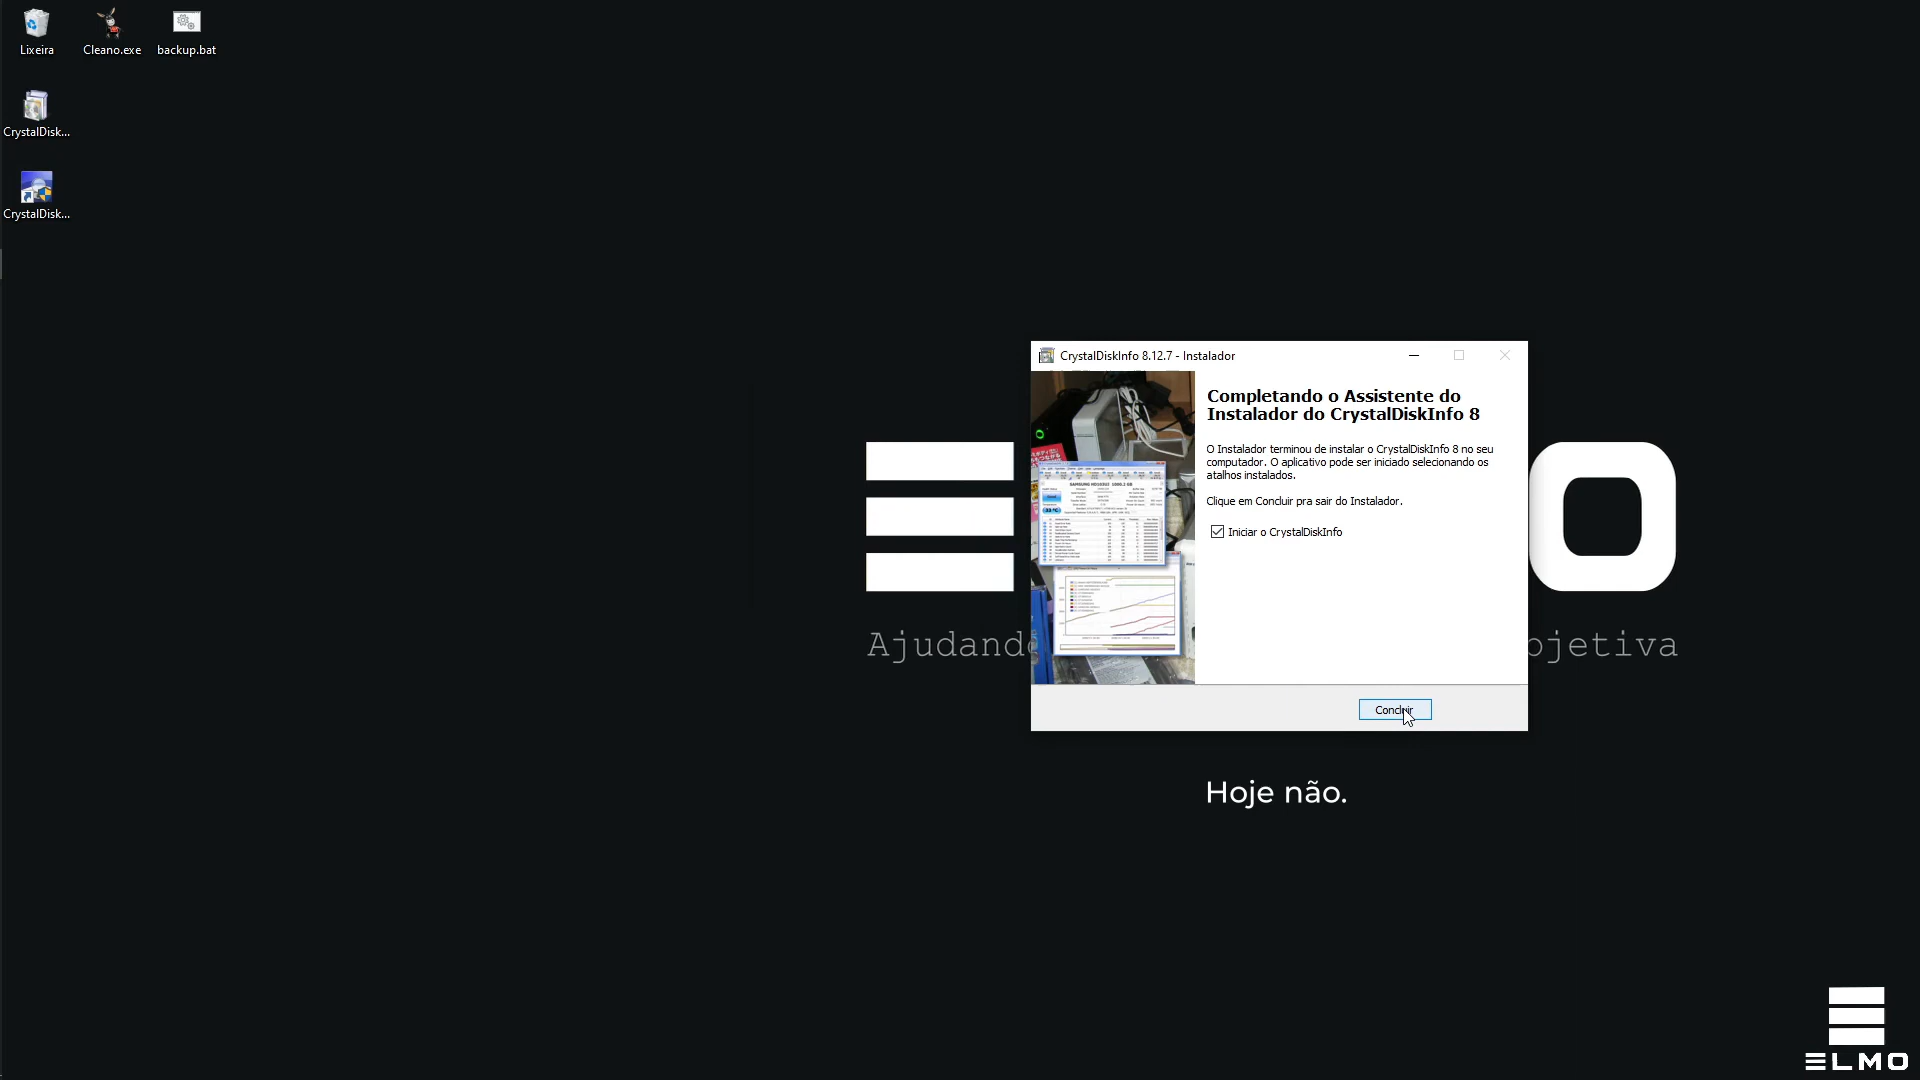 Lixeira
Cleano.exe
backup.bat
CrystalDisk...
CrystalDisk...
CrystalDiskInfo 8.12.7 - Instalador
Completando o Assistente do
Instalador do CrystalDiskInfo 8
O Instalador terminou de instalar o CrystalDiskInfo 8 no seu
computador. O aplicativo pode ser iniciado selecionando os
atalhos instalados.
Clique em Concluir pra sair do Instalador.
Iniciar o CrystalDiskInfo
Concluir
Ajudando
bjetiva
Hoje não.
ELMO